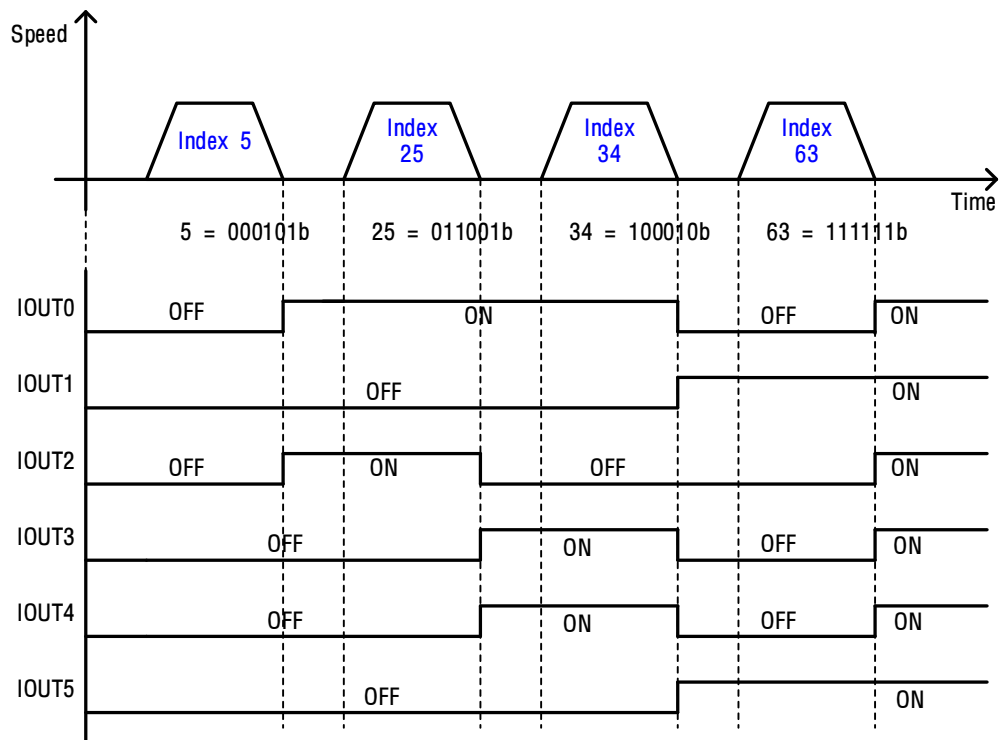 Speed
Index 5
Index
25
Index
34
Index
63
Time
5 = 000101b
25 = 011001b
34 = 100010b
63 = 111111b
IOUT0
OFF
ON
OFF
ON
IOUT1
OFF
ON
IOUT2
OFF
ON
OFF
ON
IOUT3
OFF
ON
OFF
ON
IOUT4
OFF
ON
OFF
ON
IOUT5
OFF
ON